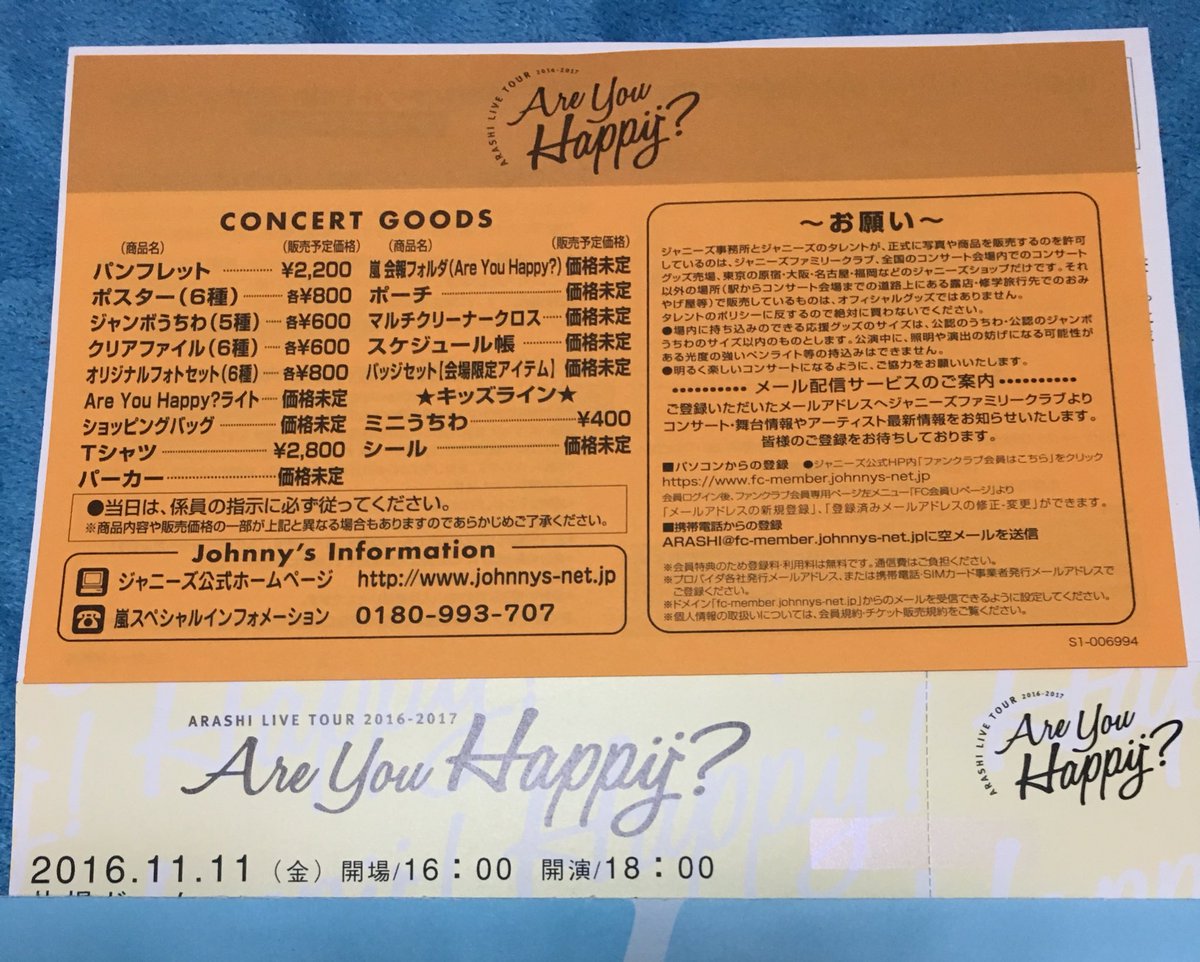 ARASHI LIVE TOUR 2016-2017
Are You
Happy?
CONCERT GOODS
(商品名) (販売予定価格) (商品名) (販売予定価格)
パンフレット ¥2,200
ポスター(6種) 各¥800
ジャンボうちわ(5種) 各¥600
クリアファイル(6種) 各¥600
オリジナルフォトセット(6種) 各¥800
Are You Happy?ライト 価格未定
ショッピングバッグ 価格未定
Tシャツ ¥2,800
パーカー 価格未定
嵐 会報フォルダ(Are You Happy?) 価格未定
ポーチ 価格未定
マルチクリーナークロス 価格未定
スケジュール帳 価格未定
バッジセット【会場限定アイテム】 価格未定
★キッズライン★
ミニうちわ ¥400
シール 価格未定
●当日は、係員の指示に必ず従ってください。
※商品内容や販売価格の一部が上記と異なる場合もありますのであらかじめご了承ください。
Johnny's Information
ジャニーズ公式ホームページ http://www.johnnys-net.jp
嵐スペシャルインフォメーション 0180-993-707
～お願い～
ジャニーズ事務所とジャニーズのタレントが、正式に写真や商品を販売するのを許可
しているのは、ジャニーズファミリークラブ、全国のコンサート会場内でのコンサート
グッズ売場、東京の原宿・大阪・名古屋・福岡などのジャニーズショップだけです。それ
以外の場所(駅からコンサート会場までの道路上にある露店・修学旅行先でのおみ
やげ屋等)で販売しているものは、オフィシャルグッズではありません。
タレントのポリシーに反するので絶対に買わないでください。
●場内に持ち込みのできる応援グッズのサイズは、公認のうちわ・公認のジャンボ
うちわのサイズ以内のものとします。公演中に、照明や演出の妨げになる可能性が
ある光度の強いペンライト等の持込みはできません。
●明るく楽しいコンサートになるように、ご協力をお願いいたします。
メール配信サービスのご案内
ご登録いただいたメールアドレスへジャニーズファミリークラブより
コンサート・舞台情報やアーティスト最新情報をお知らせいたします。
皆様のご登録をお待ちしております。
■パソコンからの登録 ●ジャニーズ公式HP内「ファンクラブ会員はこちら」をクリック
https://www.fc-member.johnnys-net.jp
会員ログイン後、ファンクラブ会員専用ページ左メニュー「FC会員Uページ」より
「メールアドレスの新規登録」、「登録済みメールアドレスの修正・変更」ができます。
■携帯電話からの登録
ARASHI@fc-member.johnnys-net.jpに空メールを送信
※会員特典のため登録料・利用料は無料です。通信費はご負担ください。
※プロバイダ各社発行メールアドレス、または携帯電話・SIMカード事業者発行メールアドレスで
ご登録ください。
※ドメイン「fc-member.johnnys-net.jp」からのメールを受信できるように設定してください。
※個人情報の取扱いについては、会員規約・チケット販売規約をご覧ください。
S1-006994
ARASHI LIVE TOUR 2016-2017
Are You Happy?
2016.11.11 (金) 開場/16:00 開演/18:00
ARASHI LIVE TOUR 2016-2017
Are You
Happy?